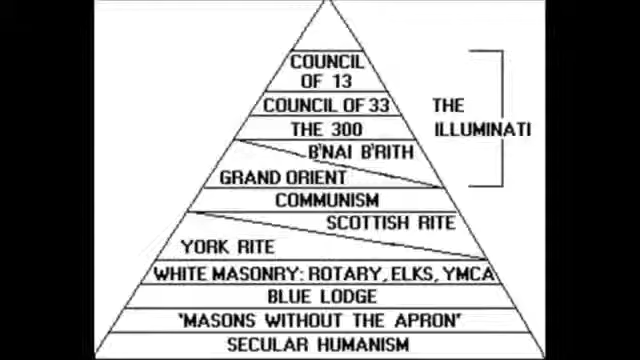 COUNCIL
OF 13
COUNCIL OF 33
THE 300
THE
ILLUMINATI
B'NAI B'RITH
GRAND ORIENT
COMMUNISM
SCOTTISH RITE
YORK RITE
WHITE MASONRY: ROTARY, ELKS, YMCA
BLUE LODGE
"MASONS WITHOUT THE APRON"
SECULAR HUMANISM